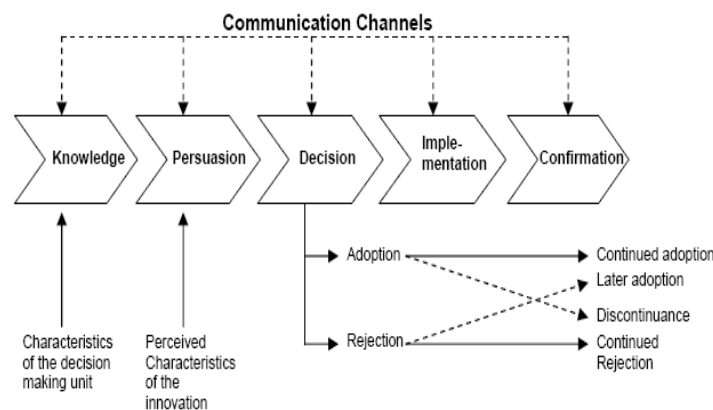 Communication Channels
Knowledge
Persuasion
Decision
Imple-
mentation
Confirmation
Adoption
Continued adoption
Later adoption
Discontinuance
Rejection
Continued
Rejection
Characteristics
of the decision
making unit
Perceived
Characteristics
of the
innovation